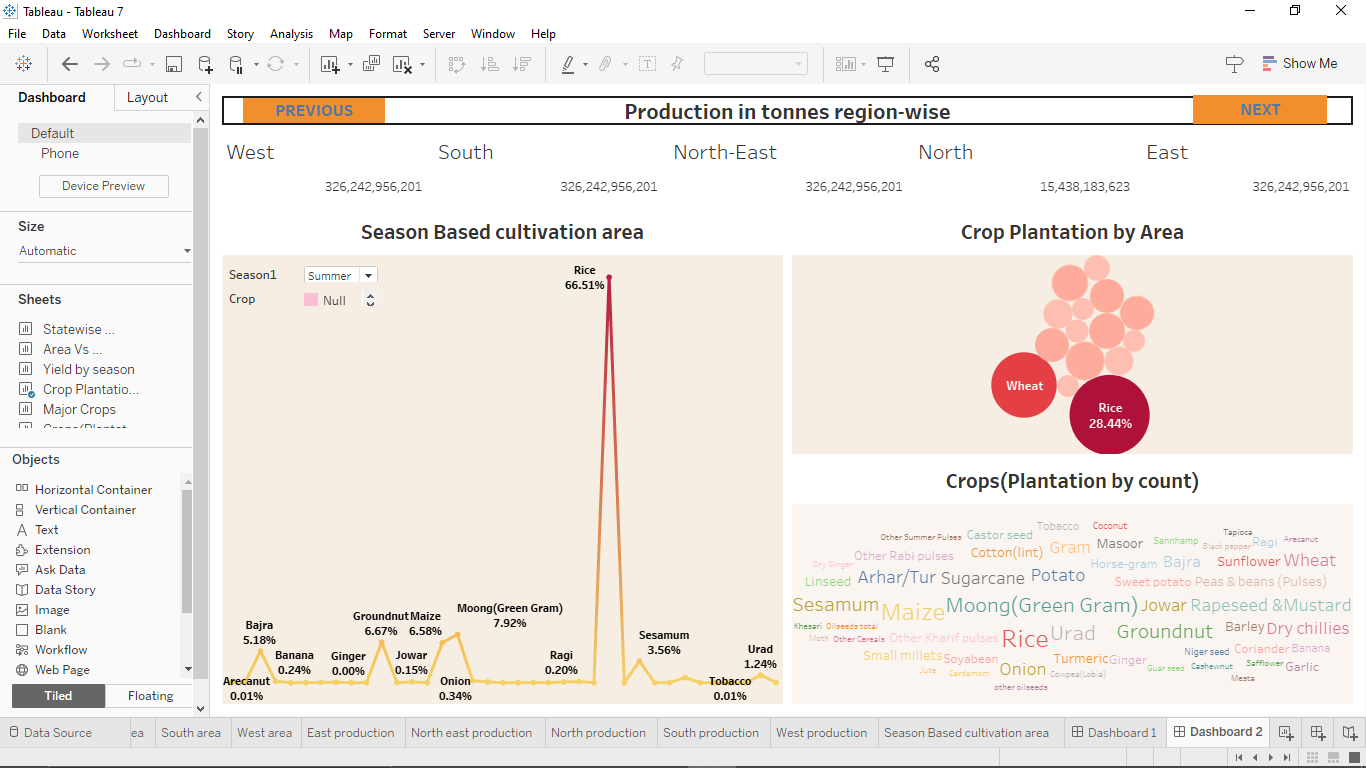 Tableau - Tableau 7
File Data Worksheet Dashboard Story Analysis Map Format Server Window Help
Show Me
Dashboard Layout
Default
Phone
Device Preview
Size
Automatic
Sheets
Statewise ...
Area Vs ...
Yield by season
Crop Plantatio...
Major Crops
Objects
Horizontal Container
Vertical Container
Text
Extension
Ask Data
Data Story
Image
Blank
Workflow
Web Page
Tiled Floating
PREVIOUS Production in tonnes region-wise NEXT
West South North-East North East
326,242,956,201 326,242,956,201 326,242,956,201 15,438,183,623 326,242,956,201
Season Based cultivation area
Season1 Summer
Crop Null
Rice
66.51%
Bajra
5.18%
Banana
0.24%
Arecanut
0.01%
Ginger
0.00%
Groundnut
6.67%
Jowar
0.15%
Maize
6.58%
Onion
0.34%
Moong(Green Gram)
7.92%
Ragi
0.20%
Sesamum
3.56%
Tobacco
0.01%
Urad
1.24%
Crop Plantation by Area
Wheat
Rice
28.44%
Crops(Plantation by count)
Tobacco Coconut
Other Summer Pulses Castor seed Tapioca
Cotton(lint) Gram Masoor Sannhamp Black pepper Ragi Arecanut
Other Rabi pulses
Dry Ginger Horse-gram Bajra Sunflower Wheat
Linseed Arhar/Tur Sugarcane Potato Sweet potato Peas & beans (Pulses)
Sesamum Maize Moong(Green Gram) Jowar Rapeseed &Mustard
Khesari Oilseeds total
Moth Other Cereals Other Kharif pulses Rice Urad Groundnut Barley Dry chillies
Small millets Soyabean Niger seed Coriander Banana
Jute Cardamom Onion Turmeric Ginger Guar seed Cashewnut Safflower Garlic
Cowpea(Lobia) Mesta
other oilseeds
Data Source ea South area West area East production North east production North production South production West production Season Based cultivation area Dashboard 1 Dashboard 2